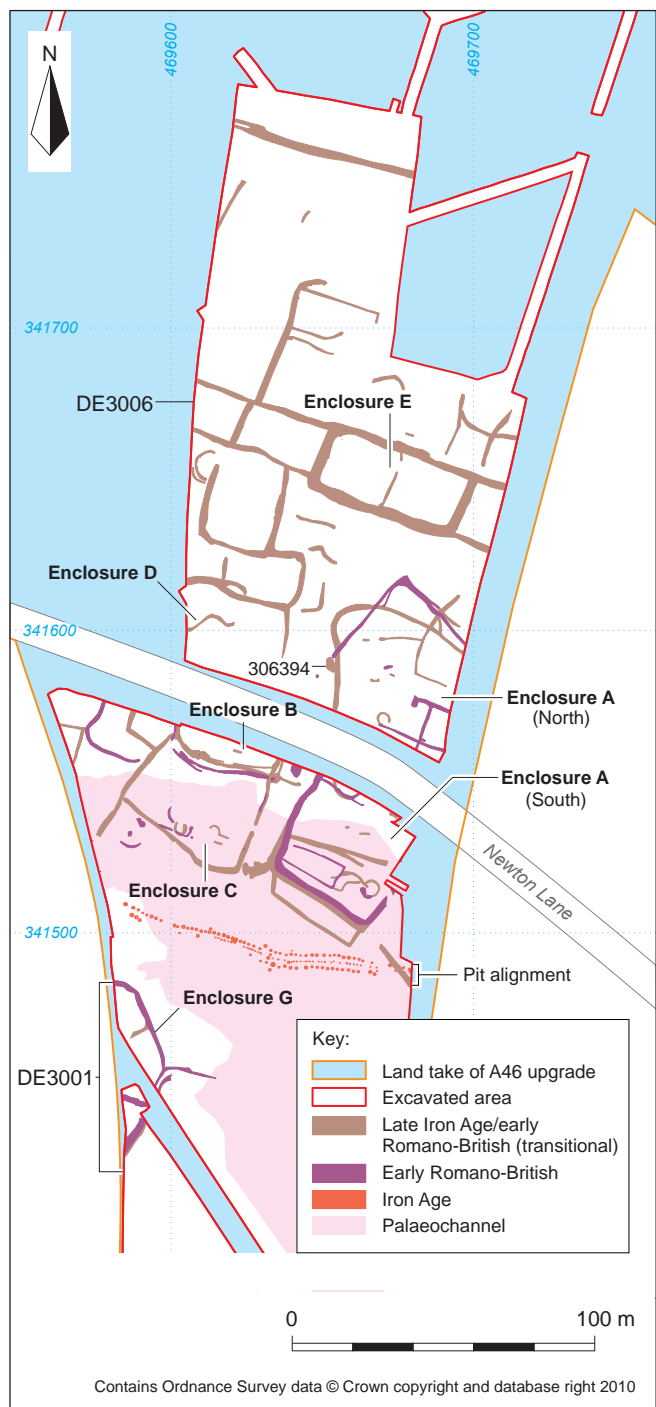 N
469600
469700
341700
DE3006
Enclosure E
Enclosure D
341600
306394
Enclosure A
(North)
Enclosure B
Enclosure A
(South)
Newton Lane
Enclosure C
341500
Pit alignment
Enclosure G
DE3001
Key:
Land take of A46 upgrade
Excavated area
Late Iron Age/early
Romano-British (transitional)
Early Romano-British
Iron Age
Palaeochannel
0 100 m
Contains Ordnance Survey data © Crown copyright and database right 2010